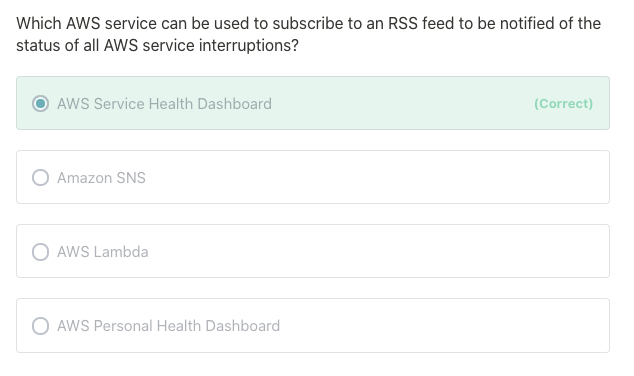 Which AWS service can be used to subscribe to an RSS feed to be notified of the
status of all AWS service interruptions?
AWS Service Health Dashboard (Correct)
Amazon SNS
AWS Lambda
AWS Personal Health Dashboard